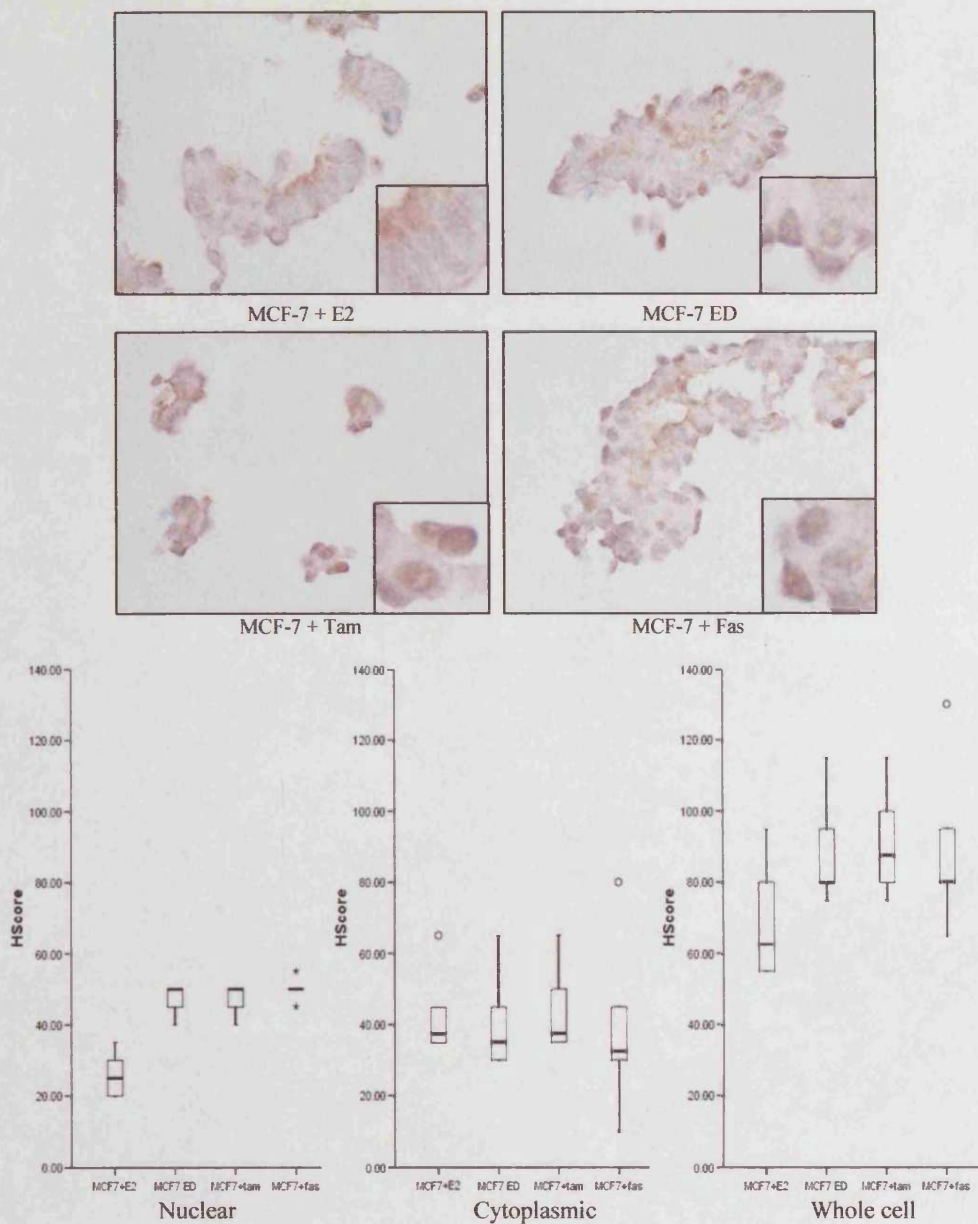 MCF-7 + E2 MCF-7 ED
MCF-7 + Tam MCF-7 + Fas
140.00 140.00 140.00
120.00 120.00 120.00
100.00 100.00 100.00
80.00 80.00 80.00
HScore HScore HScore
60.00 60.00 60.00
40.00 40.00 40.00
20.00 20.00 20.00
0.00 0.00 0.00
MCF7+E2 MCF7 ED MCF7+tam MCF7+fas MCF7+E2 MCF7 ED MCF7+tam MCF7+fas MCF7+E2 MCF7 ED MCF7+tam MCF7+fas
Nuclear Cytoplasmic Whole cell